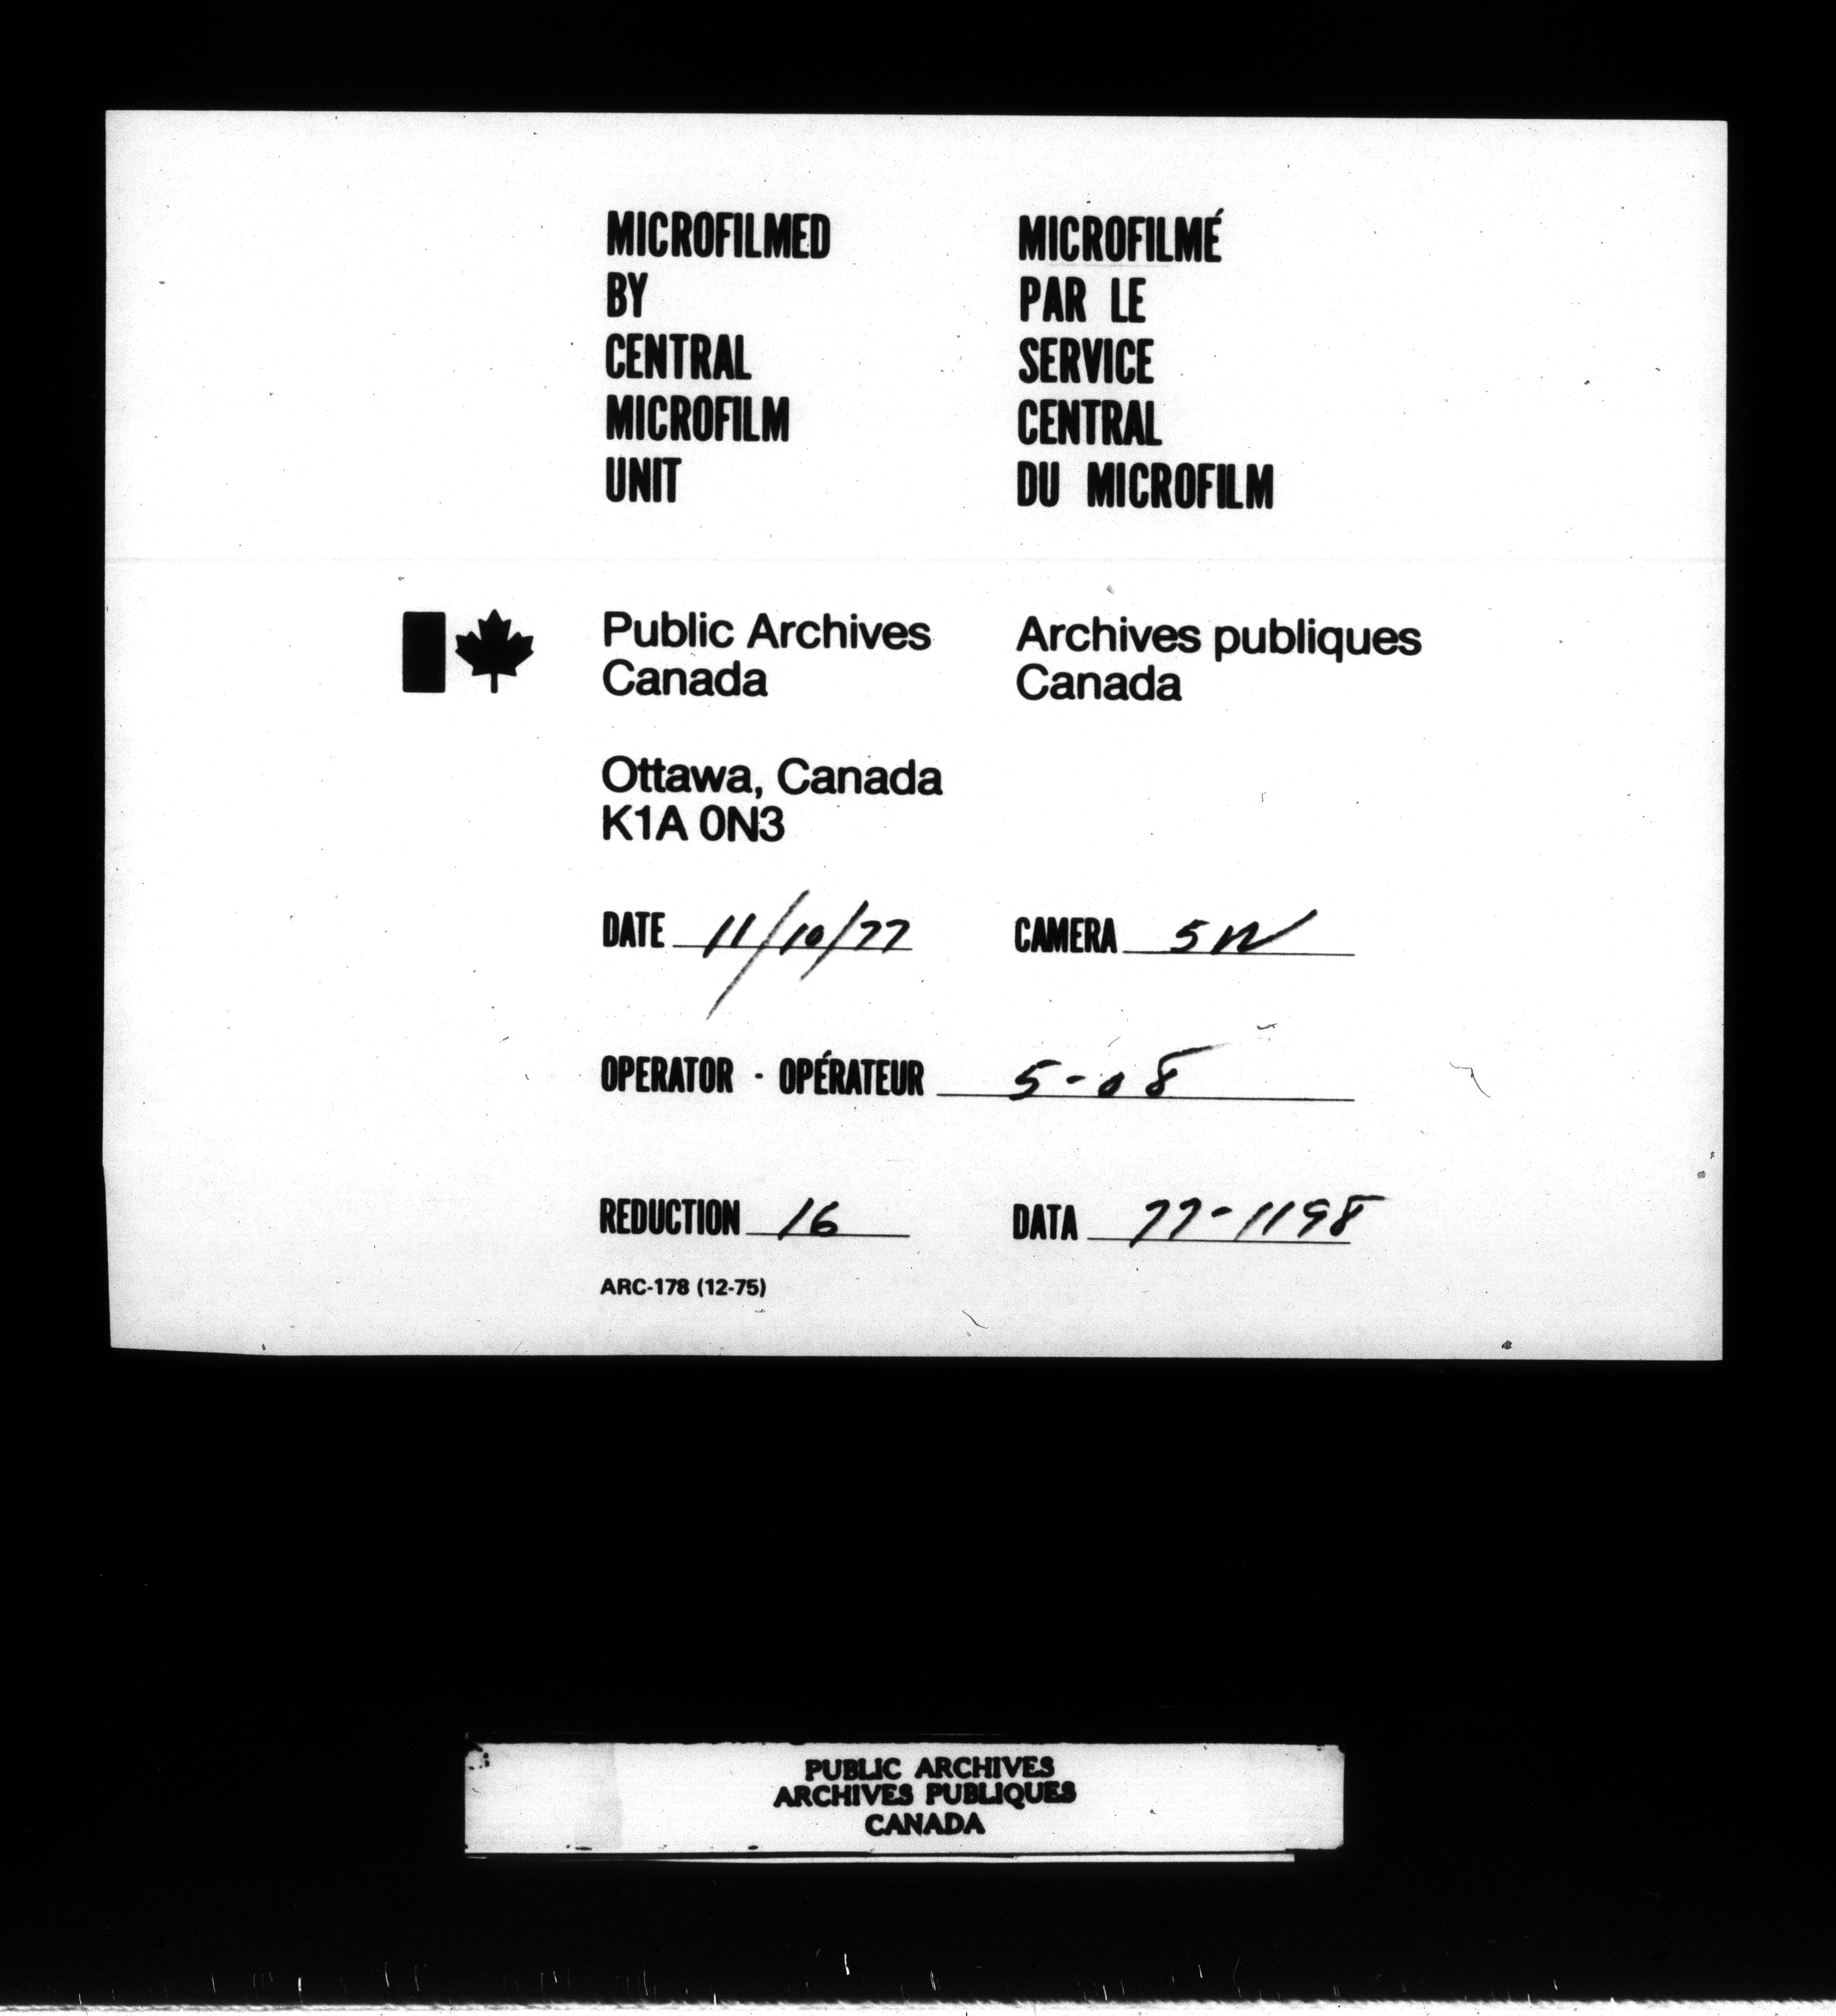 MICROFILMED
BY
CENTRAL
MICROFILM
UNIT
MICROFILMÉ
PAR LE
SERVICE
CENTRAL
DU MICROFILM
Public Archives
Canada
Archives publiques
Canada
Ottawa, Canada
K1A 0N3
DATE 11/10/77
CAMERA 5W
OPERATOR - OPÉRATEUR 5-08
REDUCTION 16
DATA 77-1198
ARC-178 (12-75)
PUBLIC ARCHIVES
ARCHIVES PUBLIQUES
CANADA